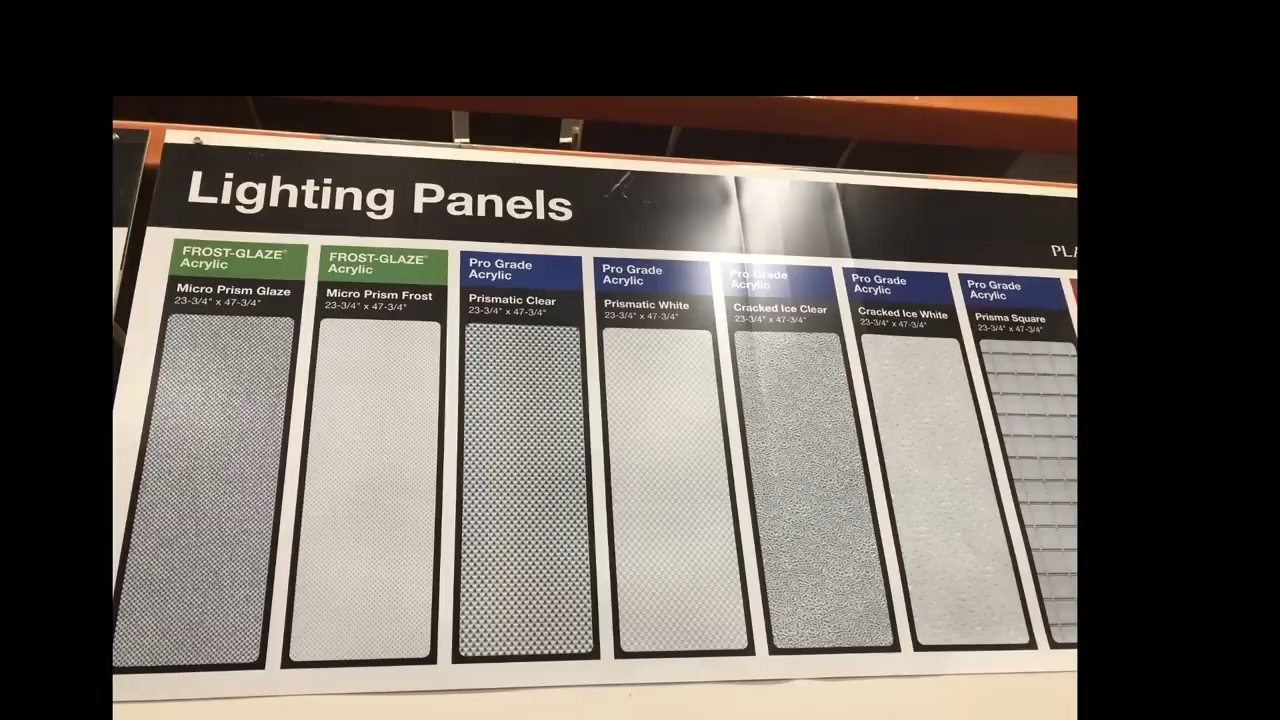 Lighting Panels
FROST-GLAZE®
Acrylic
Micro Prism Glaze
23-3/4" x 47-3/4"
FROST-GLAZE®
Acrylic
Micro Prism Frost
23-3/4" x 47-3/4"
Pro Grade
Acrylic
Prismatic Clear
23-3/4" x 47-3/4"
Pro Grade
Acrylic
Prismatic White
23-3/4" x 47-3/4"
Pro Grade
Acrylic
Cracked Ice Clear
23-3/4" x 47-3/4"
Pro Grade
Acrylic
Cracked Ice White
23-3/4" x 47-3/4"
Pro Grade
Acrylic
Prisma Square
23-3/4" x 47-3/4"